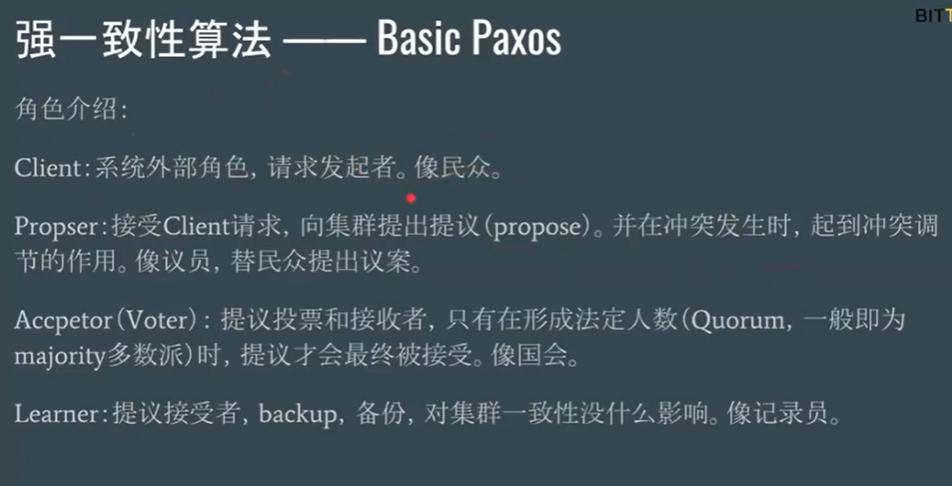 强一致性算法 —— Basic Paxos
BIT
角色介绍：
Client：系统外部角色，请求发起者。像民众。
Propser：接受Client请求，向集群提出提议（propose）。并在冲突发生时，起到冲突调
节的作用。像议员，替民众提出议案。
Accpetor（Voter）：提议投票和接收者，只有在形成法定人数（Quorum，一般即为
majority多数派）时，提议才会最终被接受。像国会。
Learner：提议接受者，backup，备份，对集群一致性没什么影响。像记录员。